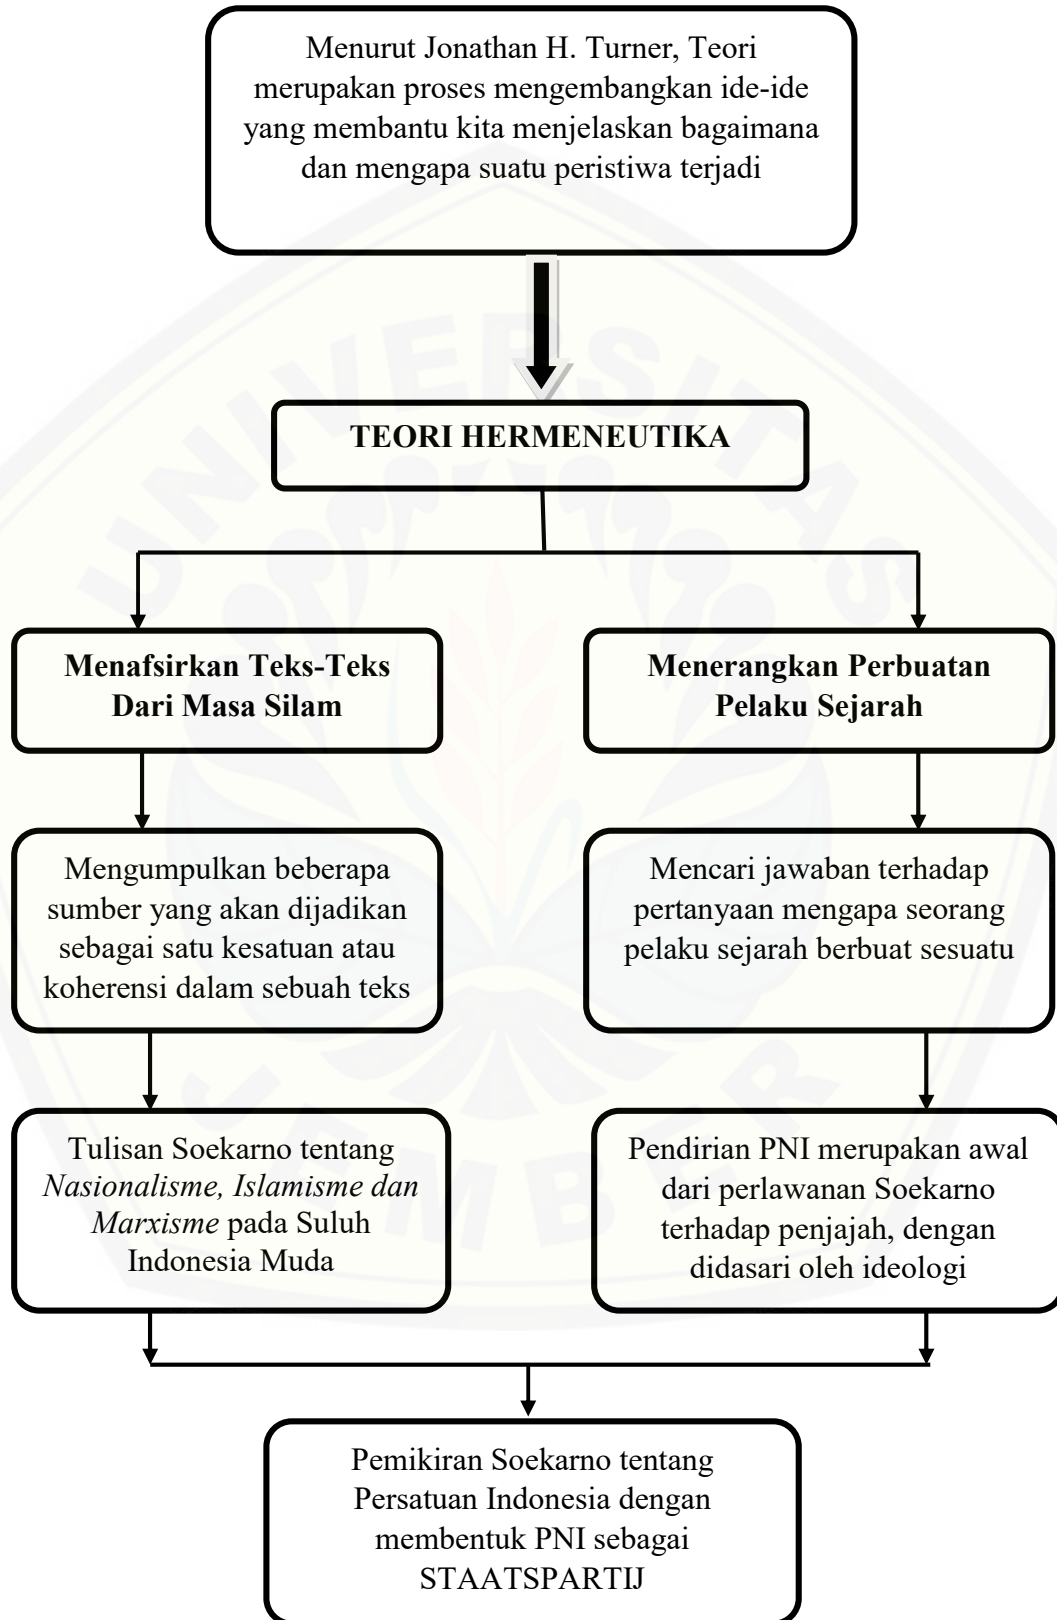 Menurut Jonathan H. Turner, Teori
merupakan proses mengembangkan ide-ide
yang membantu kita menjelaskan bagaimana
dan mengapa suatu peristiwa terjadi
TEORI HERMENEUTIKA
Menafsirkan Teks-Teks
Dari Masa Silam
Menerangkan Perbuatan
Pelaku Sejarah
Mengumpulkan beberapa
sumber yang akan dijadikan
sebagai satu kesatuan atau
koherensi dalam sebuah teks
Mencari jawaban terhadap
pertanyaan mengapa seorang
pelaku sejarah berbuat sesuatu
Tulisan Soekarno tentang
Nasionalisme, Islamisme dan
Marxisme pada Suluh
Indonesia Muda
Pendirian PNI merupakan awal
dari perlawanan Soekarno
terhadap penjajah, dengan
didasari oleh ideologi
Pemikiran Soekarno tentang
Persatuan Indonesia dengan
membentuk PNI sebagai
STAATSPARTIJ
UNIVERSITAS
JEMBER